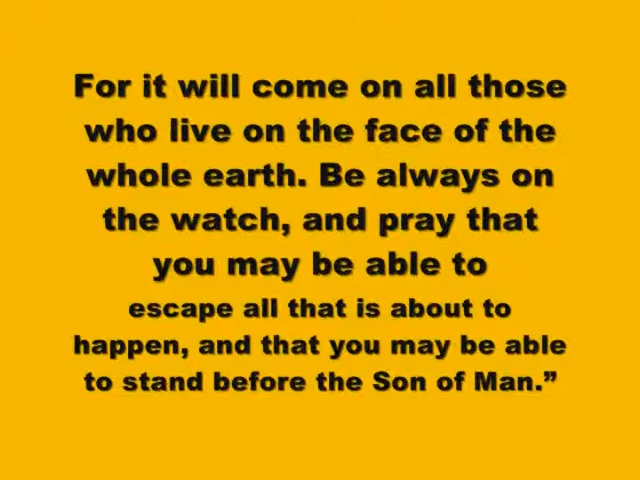 For it will come on all those
who live on the face of the
whole earth. Be always on
the watch, and pray that
you may be able to
escape all that is about to
happen, and that you may be able
to stand before the Son of Man.”